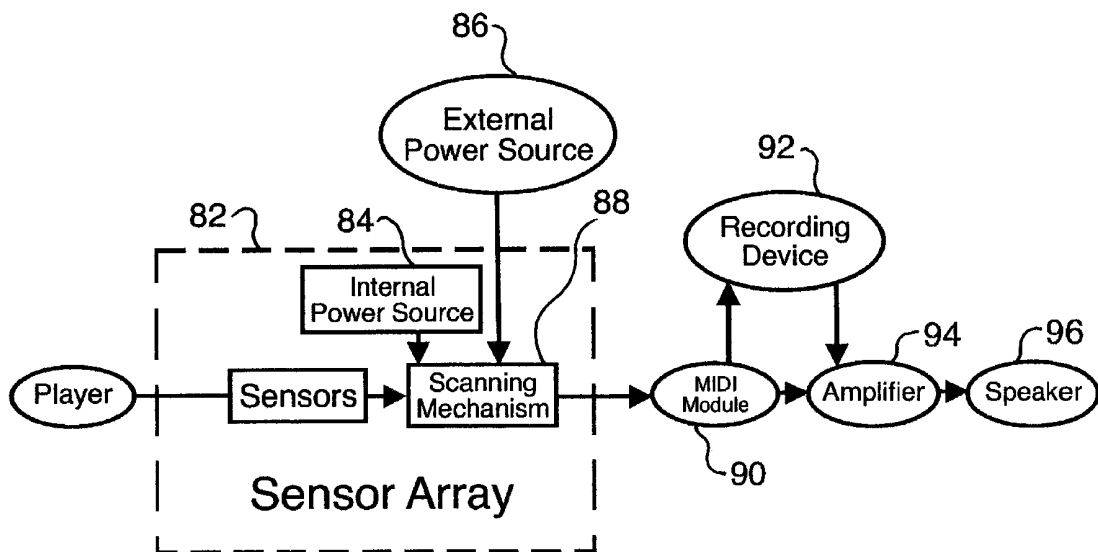 86
External
Power Source
92
Recording
Device
82
84
88
Internal
Power Source
94
96
Player
Sensors
Scanning
Mechanism
MIDI
Module
Amplifier
Speaker
90
Sensor Array